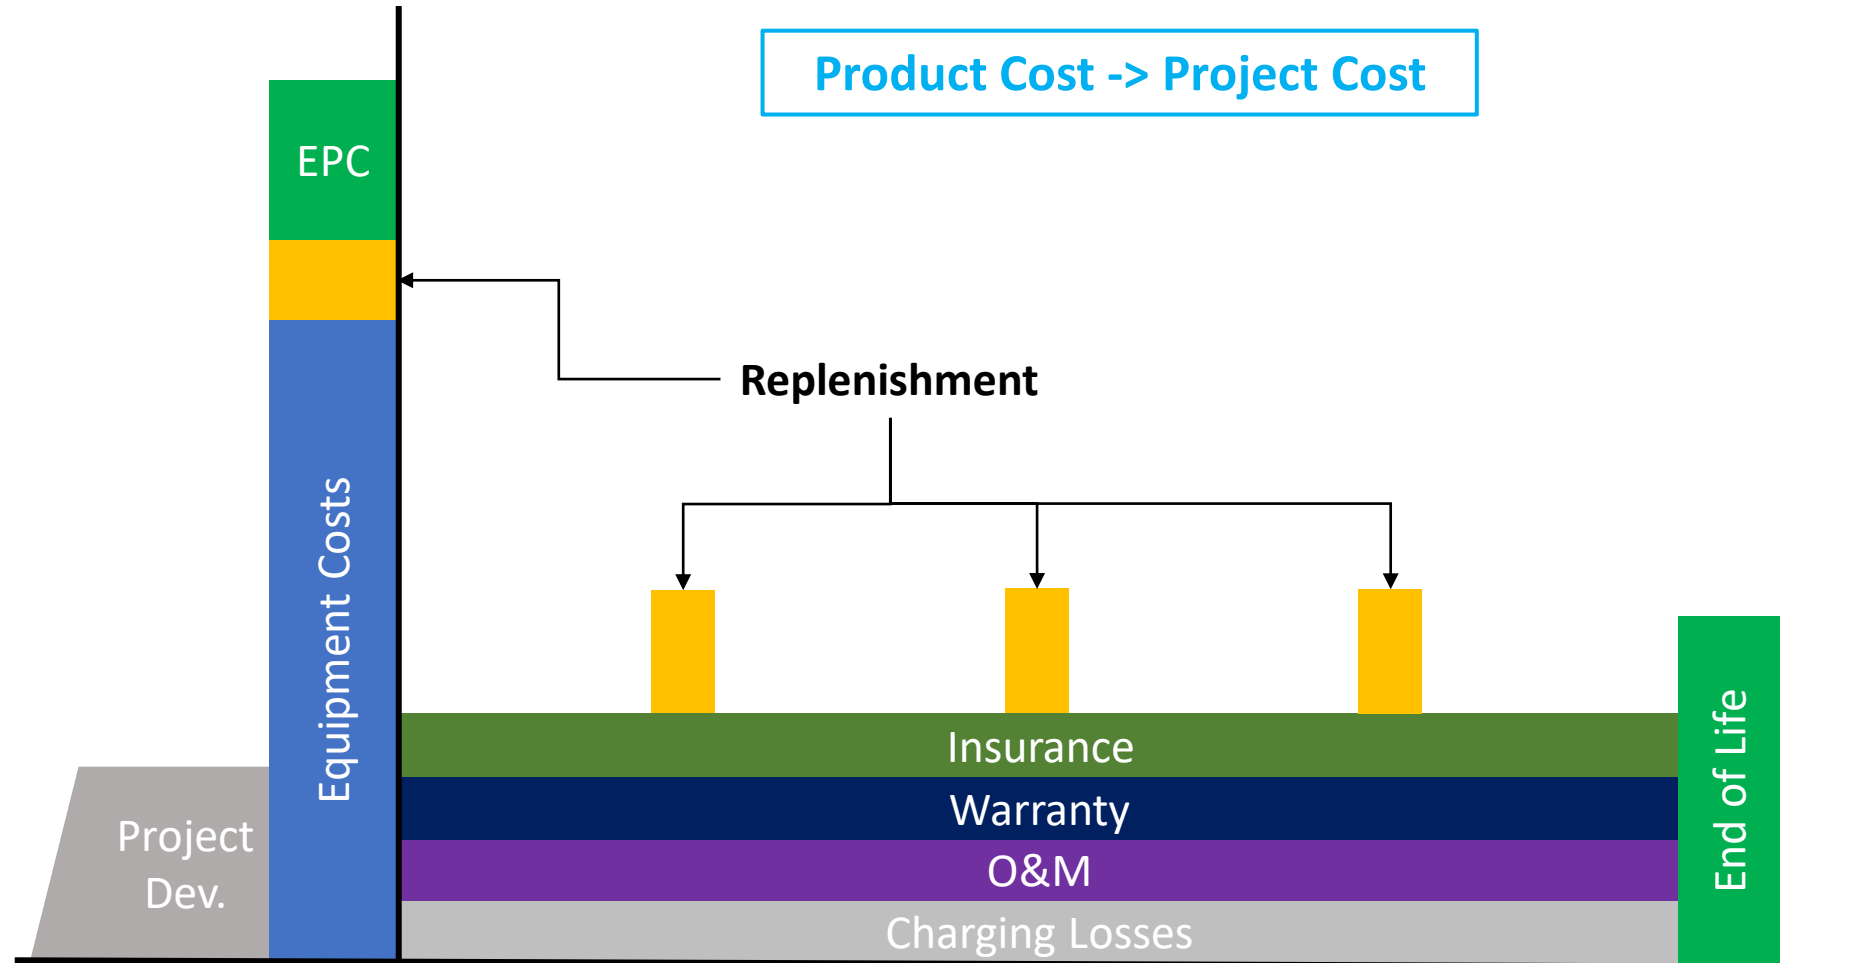 Product Cost -> Project Cost
EPC
Replenishment
Equipment Costs
Insurance
Warranty
O&M
Charging Losses
Project
Dev.
End of Life